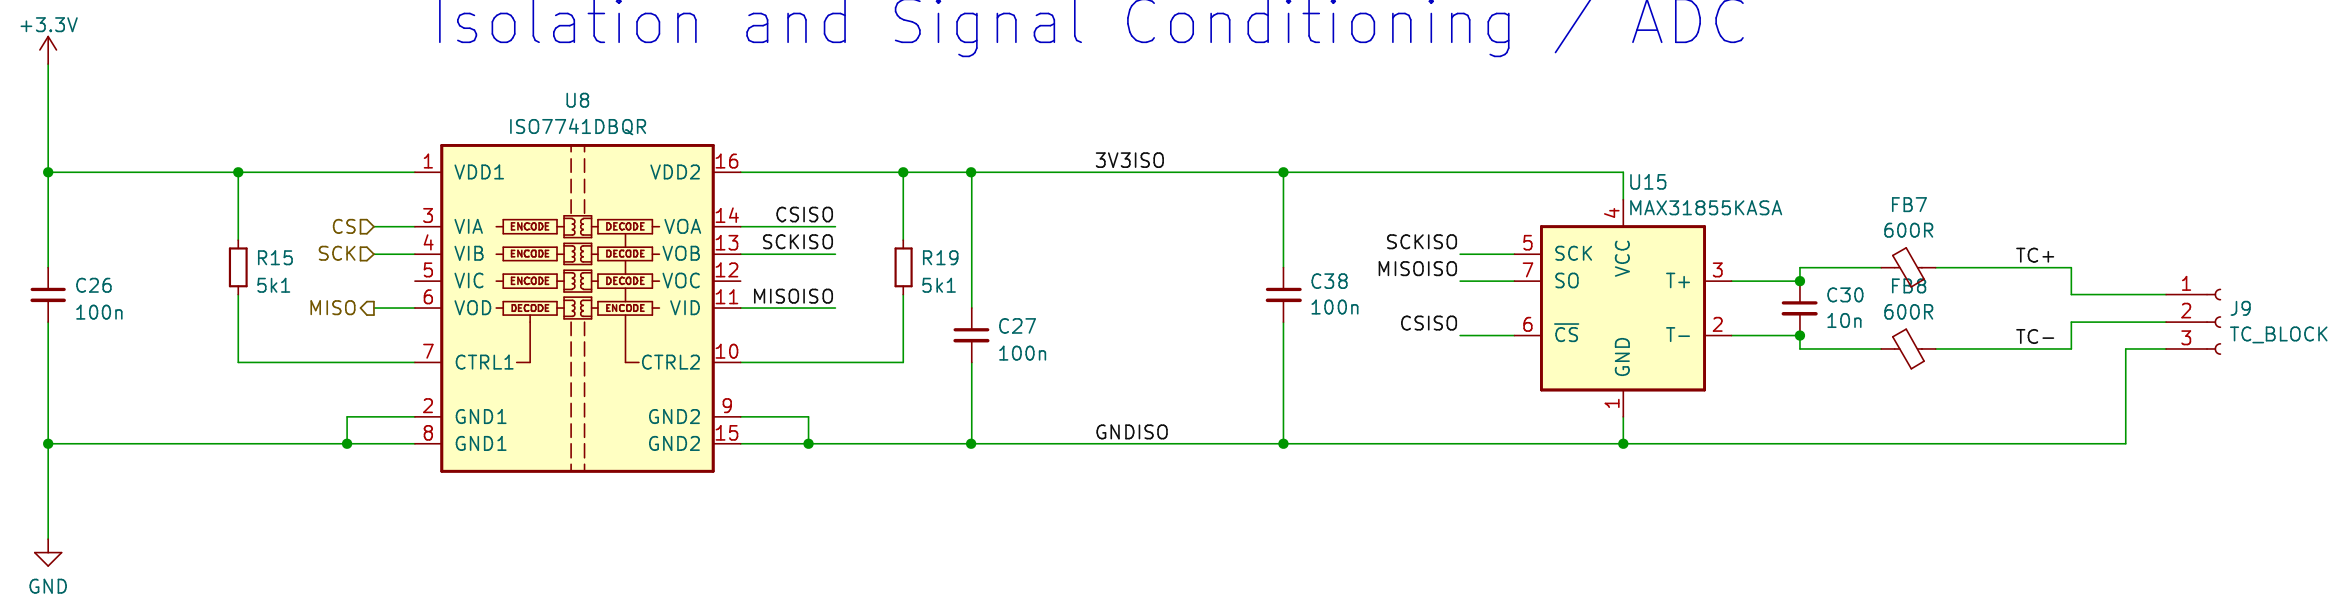 Isolation and Signal Conditioning / ADC
+3.3V
U8
ISO7741DBQR
1 VDD1 VDD2 16
3V3ISO
CS 3 VIA ENCODE DECODE VOA 14 CSISO
SCK 4 VIB ENCODE DECODE VOB 13 SCKISO
5 VIC ENCODE DECODE VOC 12
MISO 6 VOD DECODE ENCODE VID 11 MISOISO
7 CTRL1 CTRL2 10
2 GND1 GND2 9
8 GND1 GND2 15
GNDISO
C26
100n
R15
5k1
GND
R19
5k1
C27
100n
C38
100n
U15
MAX31855KASA
4
VCC
SCKISO 5 SCK
MISOISO 7 SO
CSISO 6 CS
T+ 3
T- 2
GND
1
C30
10n
FB7
600R
FB8
600R
TC+
TC-
1
2
3
J9
TC_BLOCK